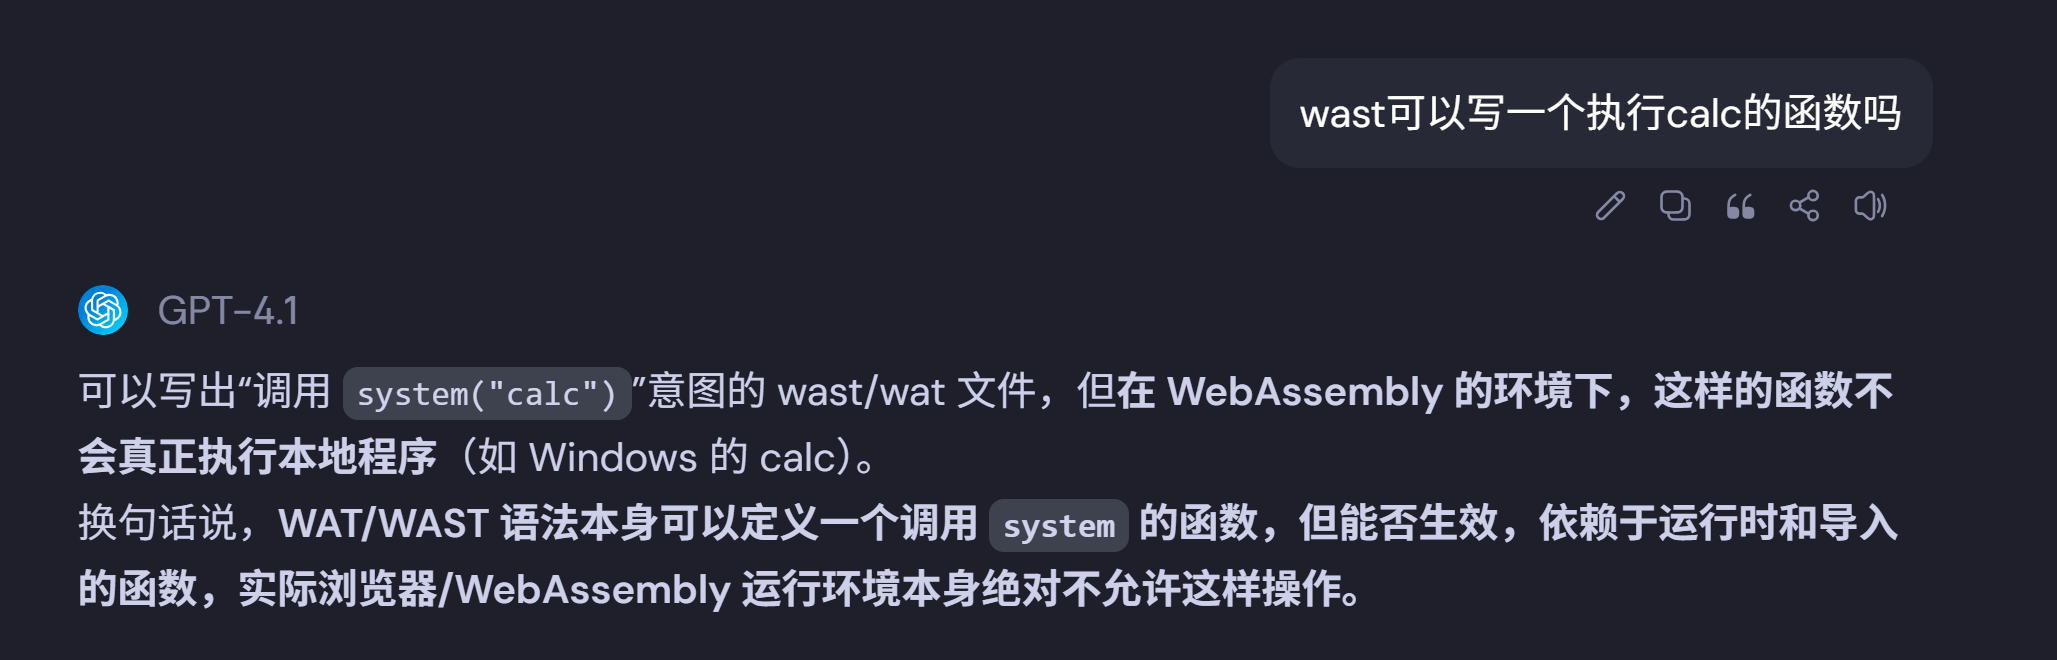 wast可以写一个执行calc的函数吗
GPT-4.1
可以写出“调用 system("calc")”意图的 wast/wat 文件，但在 WebAssembly 的环境下，这样的函数不
会真正执行本地程序（如 Windows 的 calc）。
换句话说，WAT/WAST 语法本身可以定义一个调用 system 的函数，但能否生效，依赖于运行时和导入
的函数，实际浏览器/WebAssembly 运行环境本身绝对不允许这样操作。